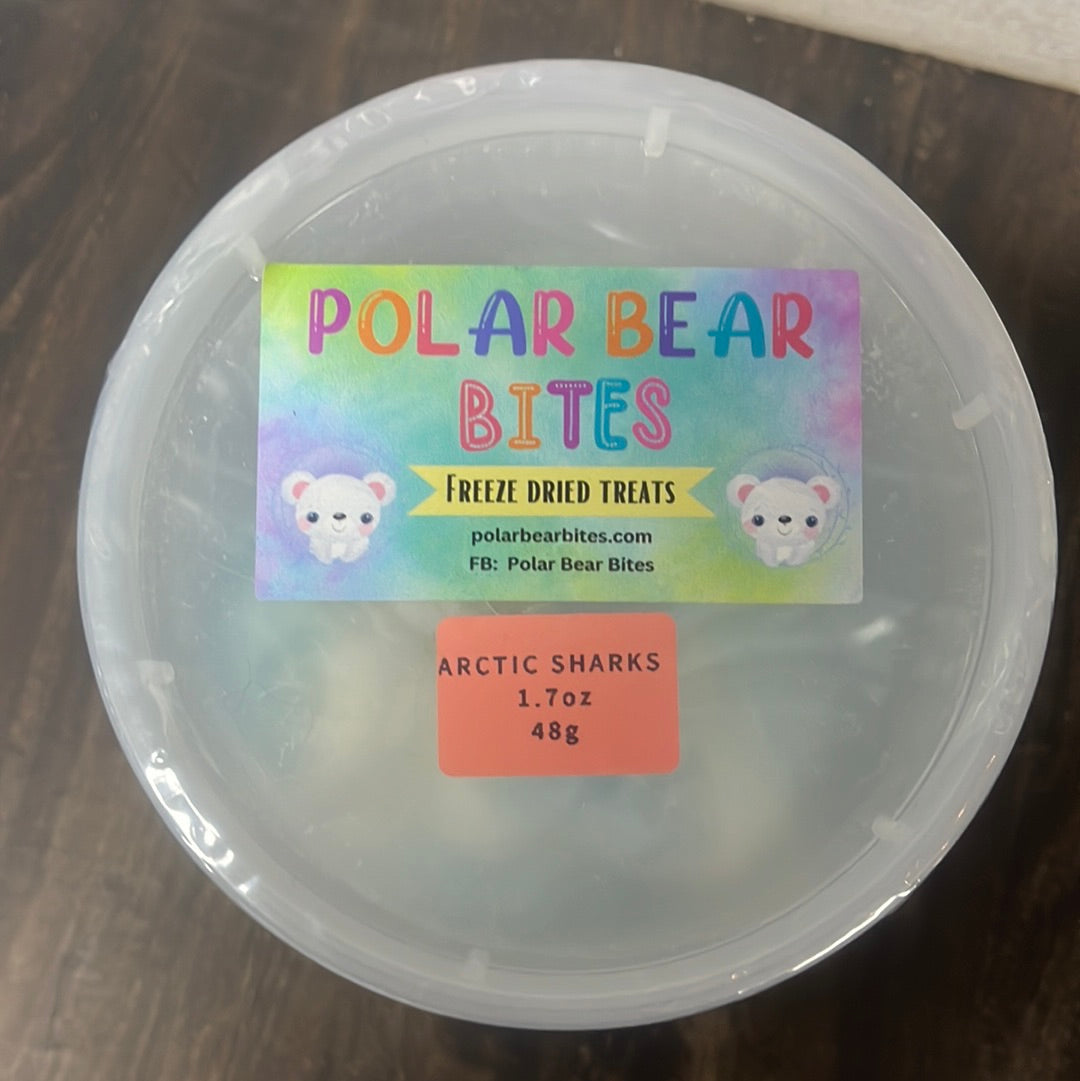 POLAR BEAR
BITES
FREEZE DRIED TREATS
polarbearbites.com
FB: Polar Bear Bites
ARCTIC SHARKS
1.7oz
48g